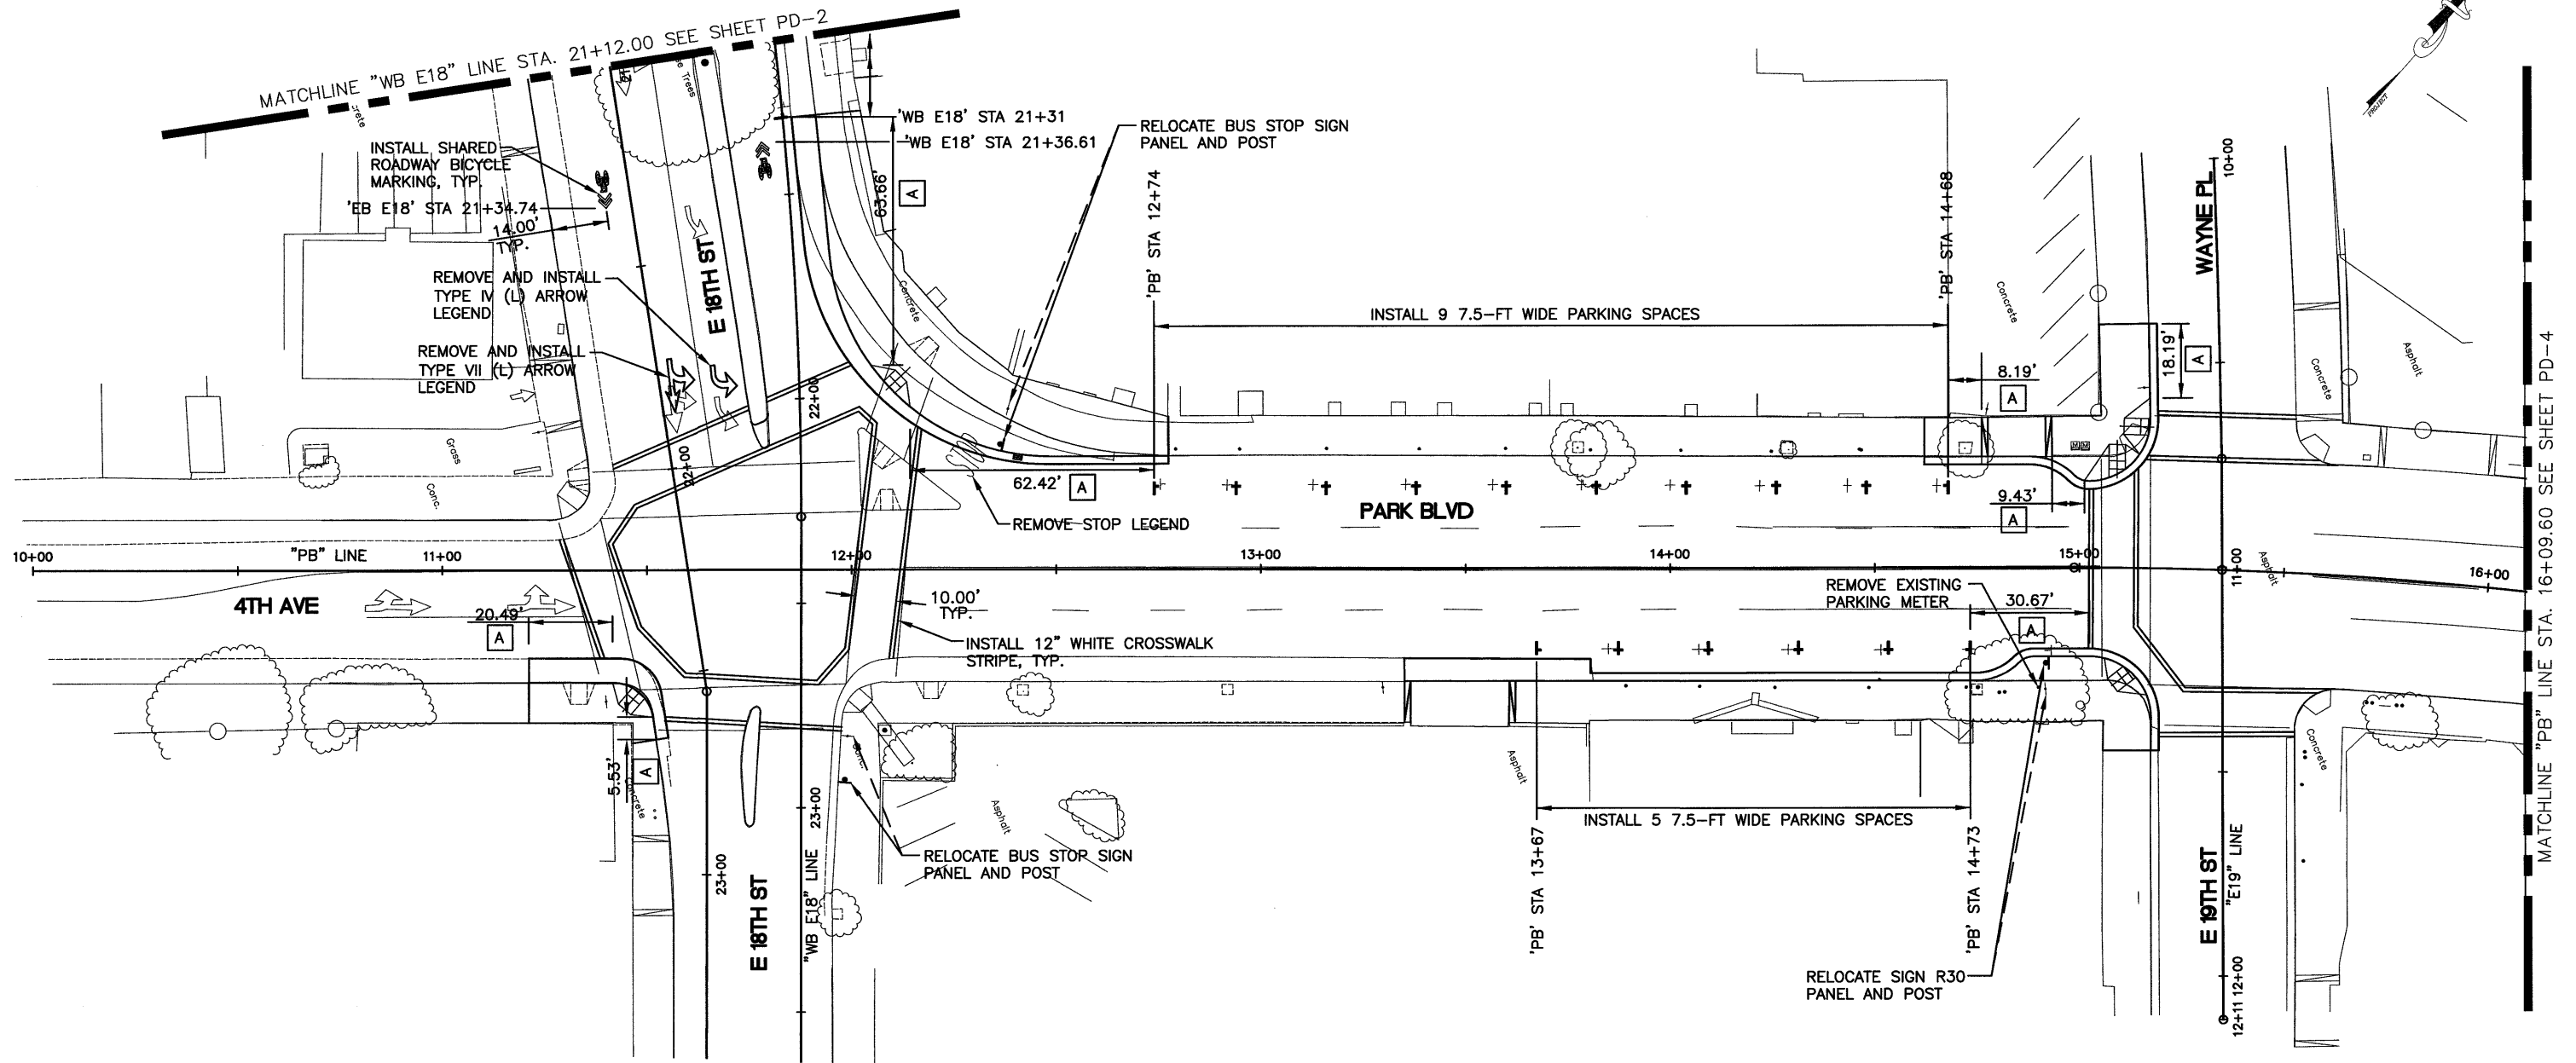 MATCHLINE "WB E18" LINE STA. 21+12.00 SEE SHEET PD-2
PROJECT
crete
Trees
'WB E18' STA 21+31
'WB E18' STA 21+36.61
RELOCATE BUS STOP SIGN
PANEL AND POST
INSTALL SHARED
ROADWAY BICYCLE
MARKING, TYP.
'EB E18' STA 21+34.74
14.00'
TYP.
63.66'
A
REMOVE AND INSTALL
TYPE IV (L) ARROW
LEGEND
REMOVE AND INSTALL
TYPE VII (L) ARROW
LEGEND
E 18TH ST
Concrete
22+00
22+00
'PB' STA 12+74
INSTALL 9 7.5-FT WIDE PARKING SPACES
'PB' STA 14+68
Concrete
8.19'
A
18.19'
A
WAYNE PL
10+00
Concrete
Asphalt
Grass
Conc.
62.42'
A
REMOVE STOP LEGEND
PARK BLVD
9.43'
A
10+00
"PB" LINE
11+00
12+00
13+00
14+00
15+00
11+00
Asphalt
16+00
4TH AVE
20.49'
A
10.00'
TYP.
INSTALL 12" WHITE CROSSWALK
STRIPE, TYP.
REMOVE EXISTING
PARKING METER
30.67'
A
5.53'
A
Concrete
Conc.
Asphalt
Asphalt
Concrete
23+00
23+00
E 18TH ST
"WB E18" LINE
RELOCATE BUS STOP SIGN
PANEL AND POST
'PB' STA 13+67
INSTALL 5 7.5-FT WIDE PARKING SPACES
'PB' STA 14+73
RELOCATE SIGN R30
PANEL AND POST
E 19TH ST
"E19" LINE
12+00
12+11
MATCHLINE "PB" LINE STA. 16+09.60 SEE SHEET PD-4